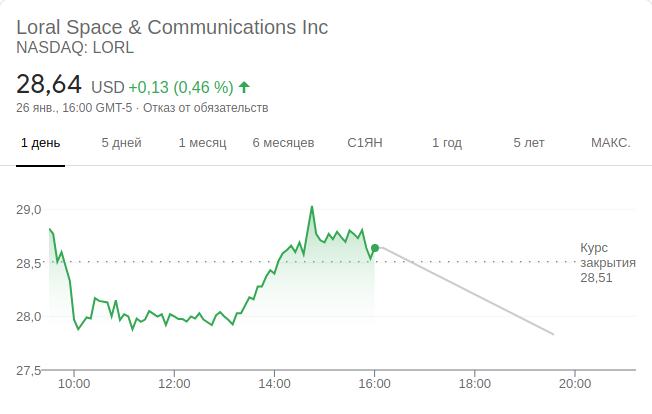 Loral Space & Communications Inc
NASDAQ: LORL
28,64 USD +0,13 (0,46 %)
26 янв., 16:00 GMT-5 · Отказ от обязательств
1 день 5 дней 1 месяц 6 месяцев С1ЯН 1 год 5 лет МАКС.
29,0
Курс
28,5 закрытия
28,51
28,0
27,5
10:00 12:00 14:00 16:00 18:00 20:00